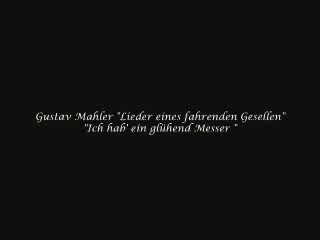 Gustav Mahler "Lieder eines fahrenden Gesellen"
"Ich hab' ein glühend Messer "